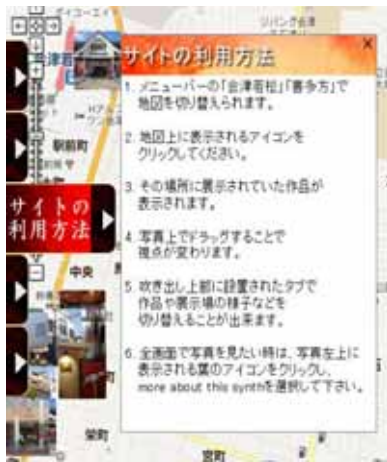 サイトの利用方法
1. メニューバーの「会津若松」「喜多方」で
地図を切り替えられます。
2. 地図上に表示されるアイコンを
クリックしてください。
3. その場所に展示されていた作品が
表示されます。
4. 写真上でドラッグすることで
視点が変わります。
5. 吹き出し上部に設置されたタブで
作品や展示場の様子などを
切り替えることが出来ます。
6. 全画面で写真を見たい時は、写真左上に
表示される葉のアイコンをクリックし、
more about this synthを選択して下さい。
サイトの
利用方法
駅前町
中央
栄町
宮町